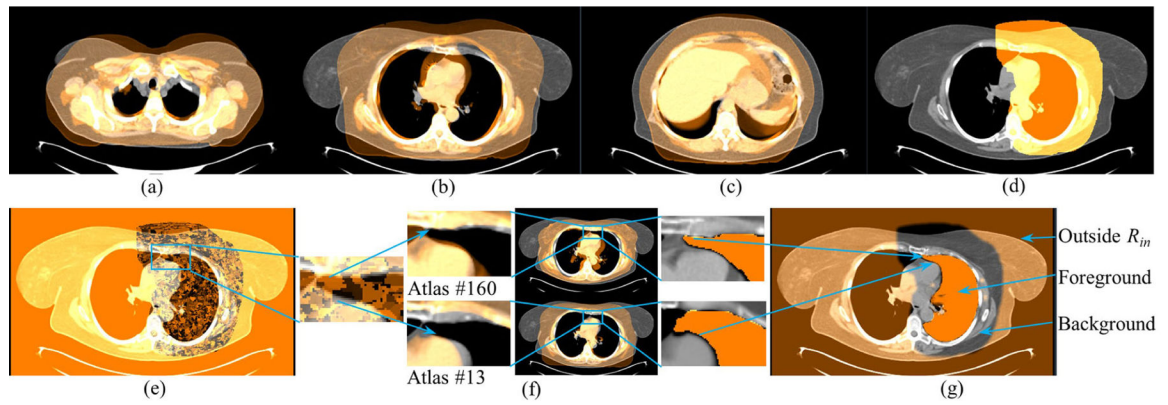 (a)
(b)
(c)
(d)
Outside R_in
Foreground
Background
Atlas #160
Atlas #13
(e)
(f)
(g)